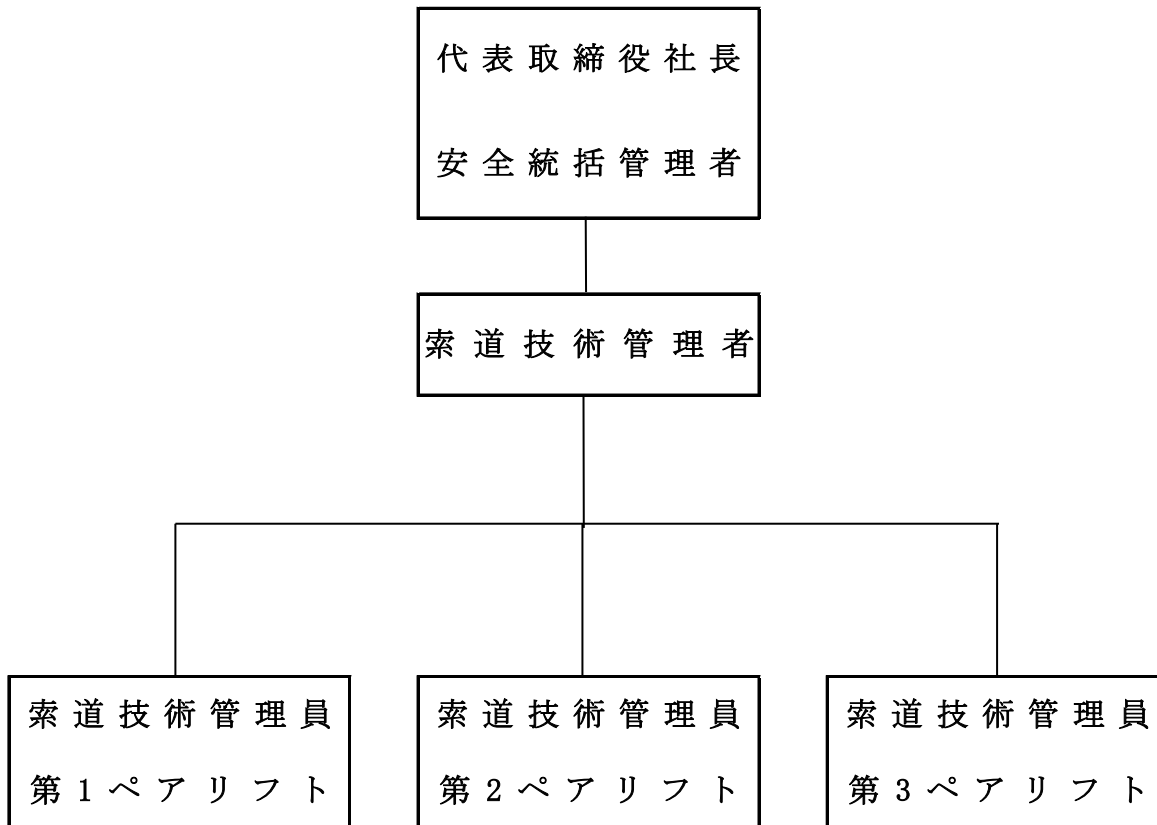 代表取締役社長
安全統括管理者
索道技術管理者
索道技術管理員
第1ペアリフト
索道技術管理員
第2ペアリフト
索道技術管理員
第3ペアリフト